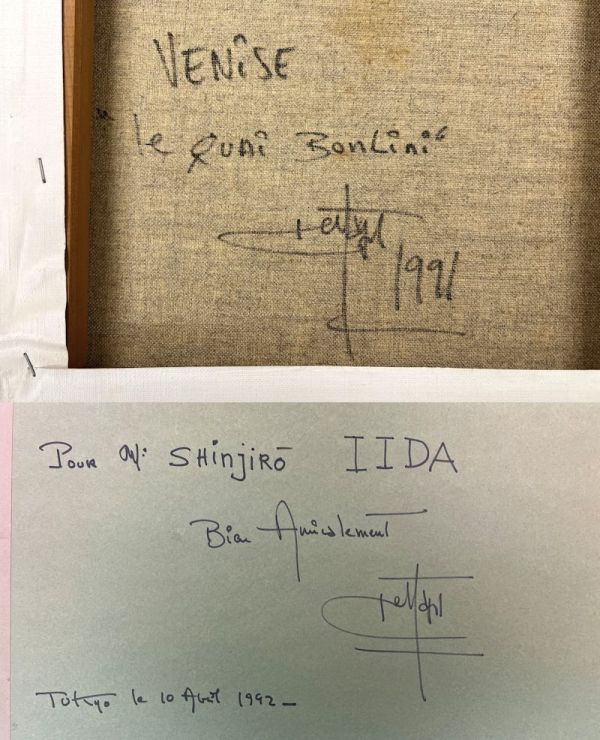 VENISE
"le Quai Bonlini"
1991
Pour M: SHINJIRŌ IIDA
Bien Amicalement
Tokyo le 10 Avril 1992 –